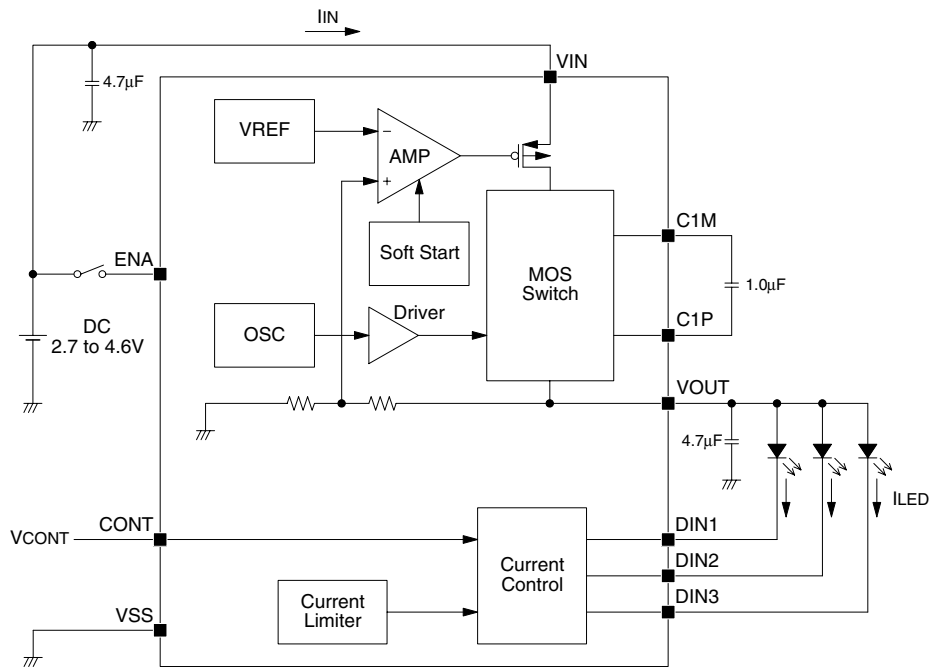 IIN
4.7μF
VIN
VREF
−
AMP
+
C1M
Soft Start
ENA
MOS
Switch
1.0μF
Driver
DC
2.7 to 4.6V
OSC
C1P
VOUT
4.7μF
ILED
CONT
DIN1
VCONT
DIN2
Current
Control
DIN3
Current
Limiter
VSS